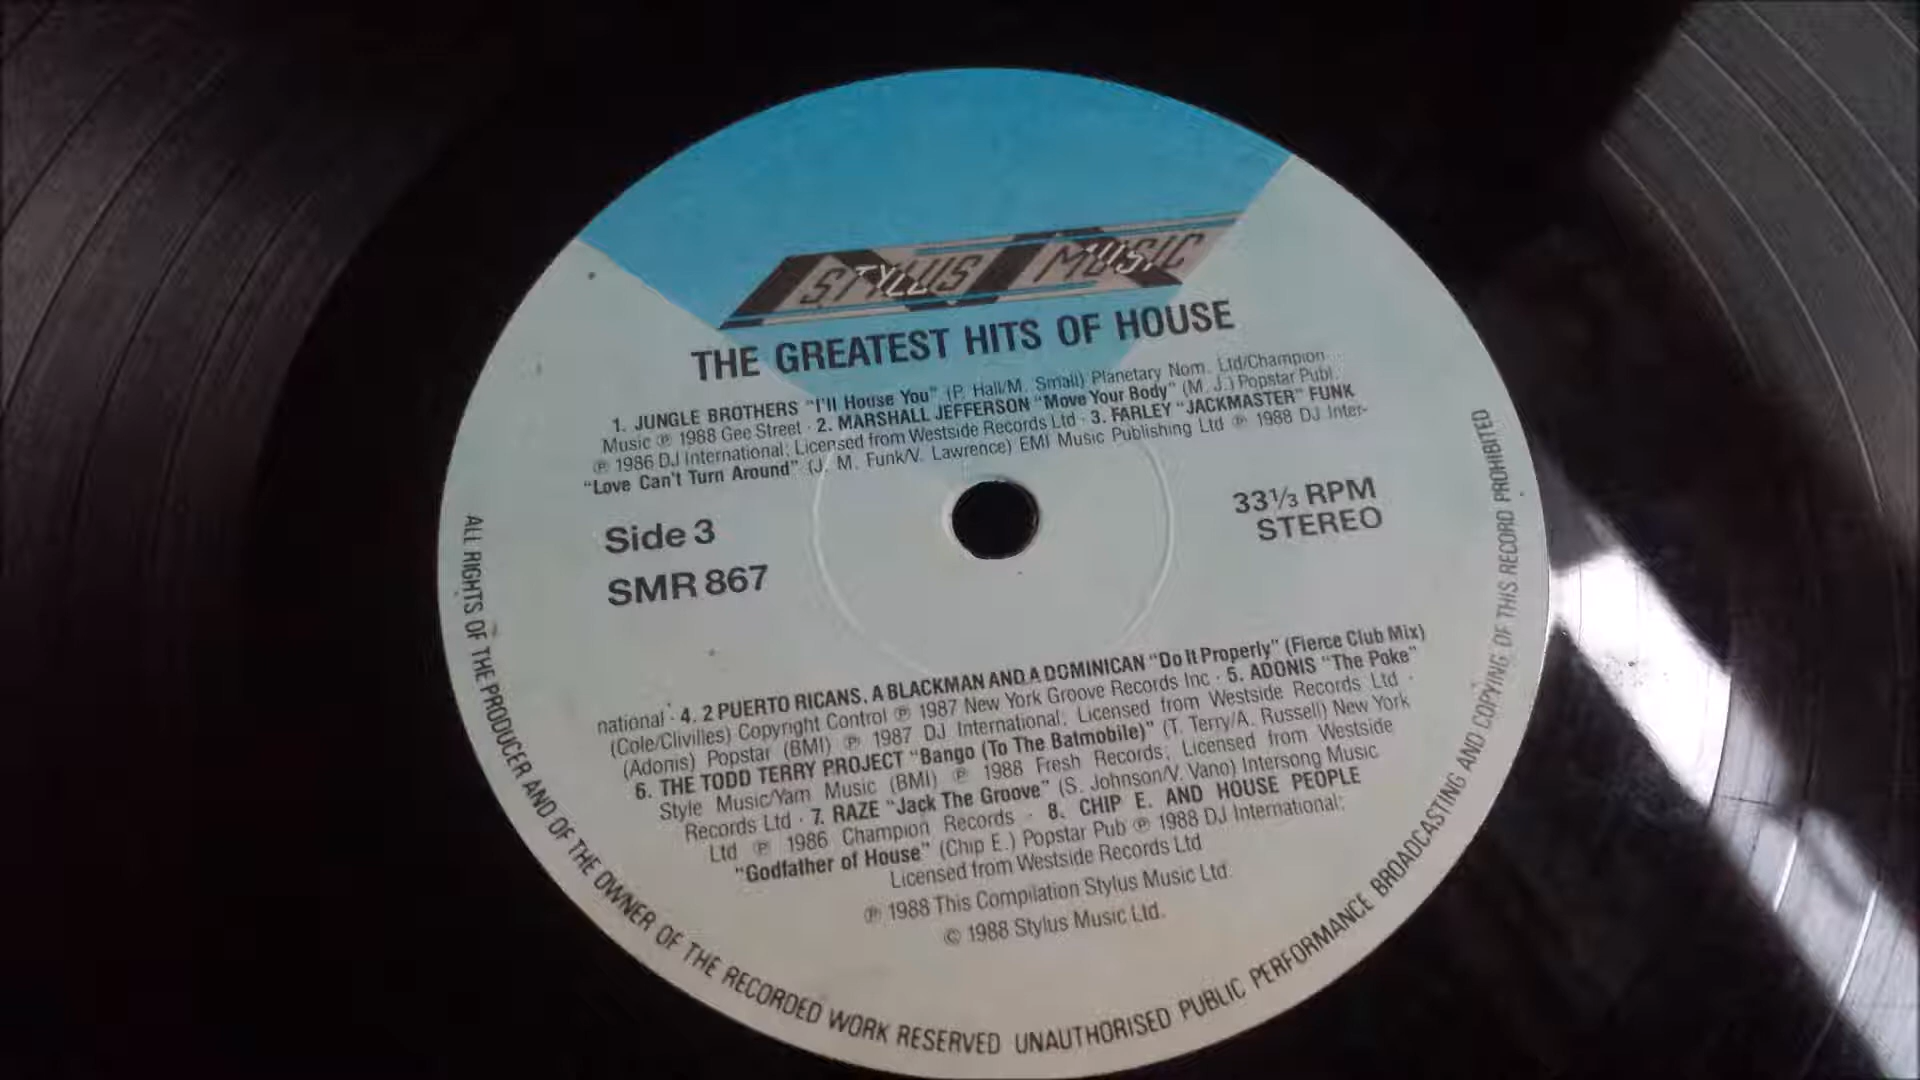 STYLUS MUSIC
THE GREATEST HITS OF HOUSE
1. JUNGLE BROTHERS "I'll House You" (P. Hall/M. Small) Planetary Nom. Ltd/Champion
Music ℗ 1988 Gee Street · 2. MARSHALL JEFFERSON "Move Your Body" (M. J.) Popstar Publ.
℗ 1986 DJ International; Licensed from Westside Records Ltd · 3. FARLEY "JACKMASTER" FUNK
"Love Can't Turn Around" (J. M. Funk/V. Lawrence) EMI Music Publishing Ltd ℗ 1988 DJ Inter-
Side 3
SMR 867
33⅓ RPM
STEREO
national · 4. 2 PUERTO RICANS, A BLACKMAN AND A DOMINICAN "Do It Properly" (Fierce Club Mix)
(Cole/Clivilles) Copyright Control ℗ 1987 New York Groove Records Inc · 5. ADONIS "The Poke"
(Adonis) Popstar (BMI) ℗ 1987 DJ International; Licensed from Westside Records Ltd ·
6. THE TODD TERRY PROJECT "Bango (To The Batmobile)" (T. Terry/A. Russell) New York
Style Music/Yam Music (BMI) ℗ 1988 Fresh Records; Licensed from Westside
Records Ltd · 7. RAZE "Jack The Groove" (S. Johnson/V. Vano) Intersong Music
Ltd ℗ 1986 Champion Records · 8. CHIP E. AND HOUSE PEOPLE
"Godfather of House" (Chip E.) Popstar Pub ℗ 1988 DJ International;
Licensed from Westside Records Ltd
℗ 1988 This Compilation Stylus Music Ltd.
© 1988 Stylus Music Ltd.
ALL RIGHTS OF THE PRODUCER AND OF THE OWNER OF THE RECORDED WORK RESERVED UNAUTHORISED PUBLIC PERFORMANCE BROADCASTING AND COPYING OF THIS RECORD PROHIBITED